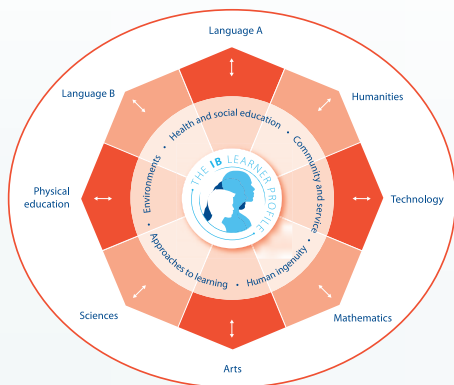 Language A
Language B
Humanities
Health and social education
•
Community and service
•
Environments
•
THE IB LEARNER PROFILE
Physical
education
Technology
Approaches to learning
•
Human ingenuity
•
Sciences
Mathematics
Arts